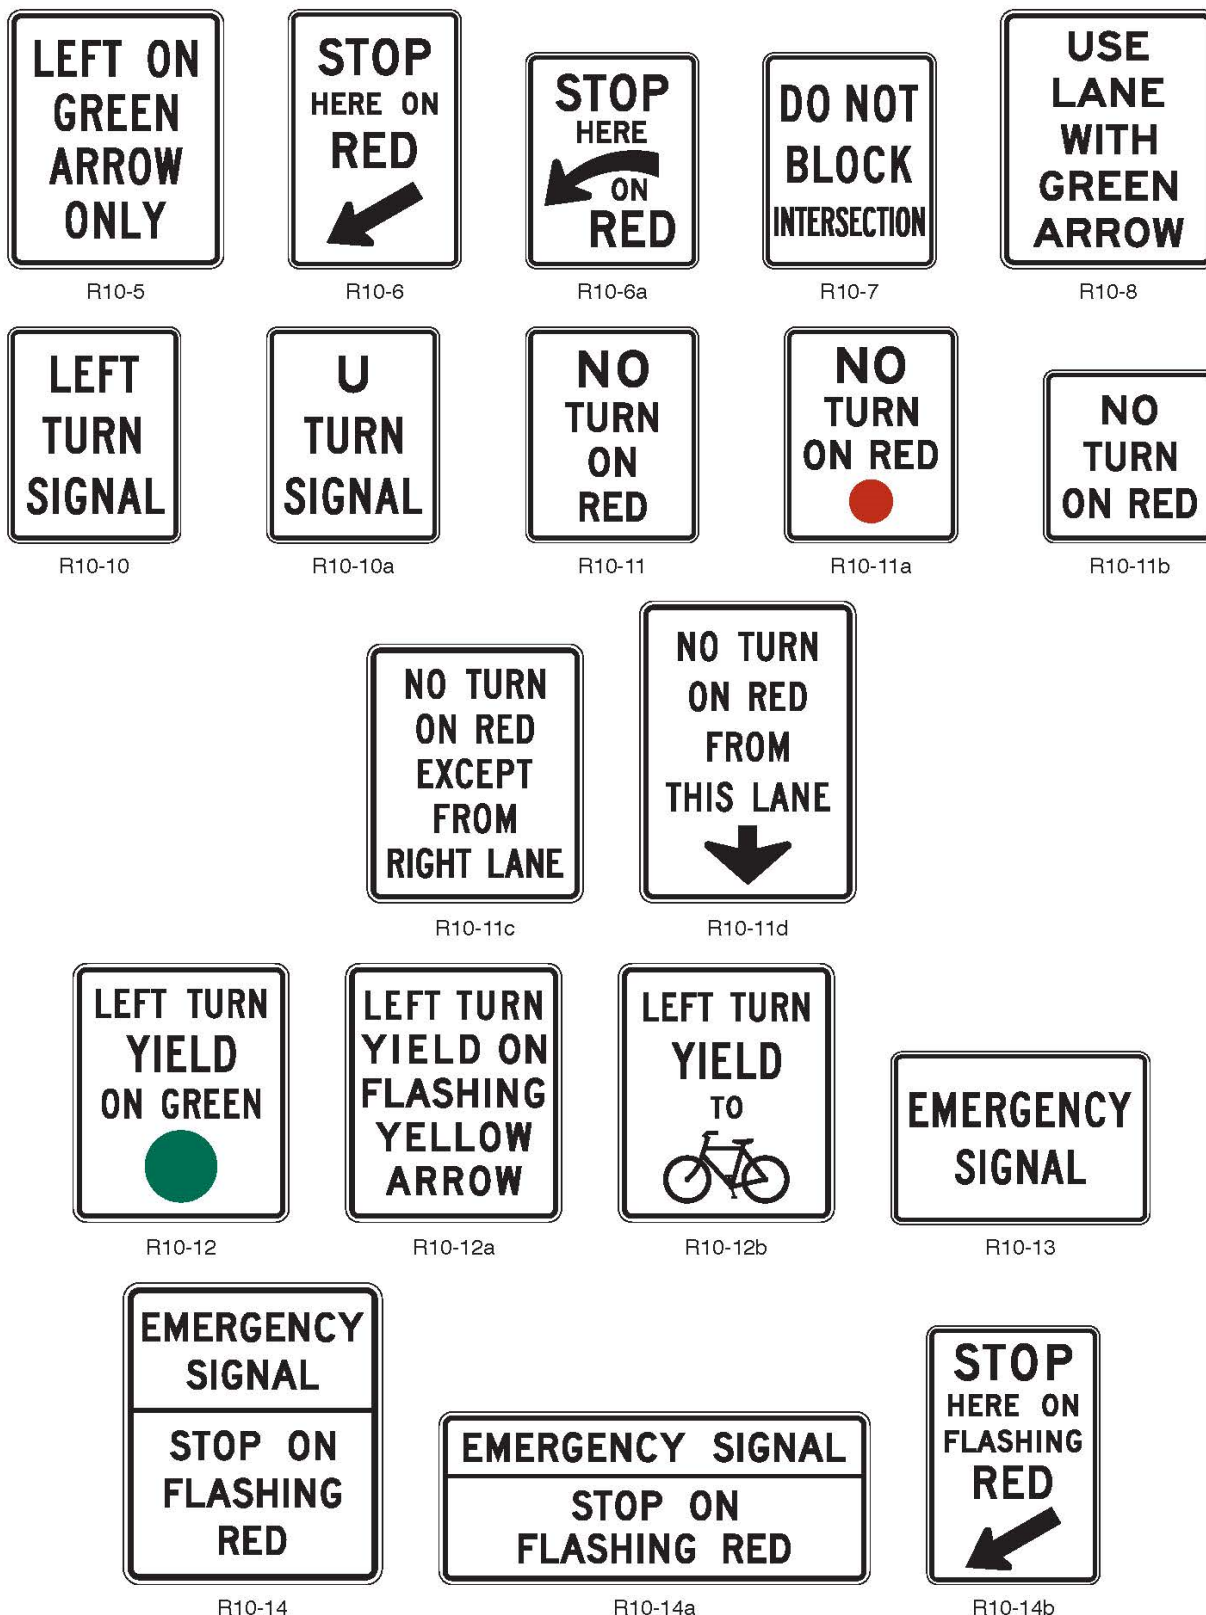 LEFT ON
GREEN
ARROW
ONLY
R10-5
STOP
HERE ON
RED
R10-6
STOP
HERE
ON
RED
R10-6a
DO NOT
BLOCK
INTERSECTION
R10-7
USE
LANE
WITH
GREEN
ARROW
R10-8
LEFT
TURN
SIGNAL
R10-10
U
TURN
SIGNAL
R10-10a
NO
TURN
ON
RED
R10-11
NO
TURN
ON RED
R10-11a
NO
TURN
ON RED
R10-11b
NO TURN
ON RED
EXCEPT
FROM
RIGHT LANE
R10-11c
NO TURN
ON RED
FROM
THIS LANE
R10-11d
LEFT TURN
YIELD
ON GREEN
R10-12
LEFT TURN
YIELD ON
FLASHING
YELLOW
ARROW
R10-12a
LEFT TURN
YIELD
TO
R10-12b
EMERGENCY
SIGNAL
R10-13
EMERGENCY
SIGNAL
STOP ON
FLASHING
RED
R10-14
EMERGENCY SIGNAL
STOP ON
FLASHING RED
R10-14a
STOP
HERE ON
FLASHING
RED
R10-14b